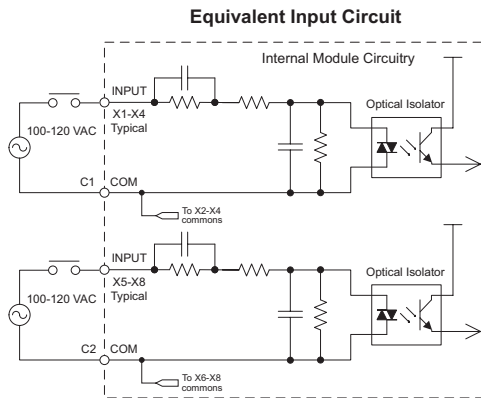 Equivalent Input Circuit
Internal Module Circuitry
INPUT
X1-X4
Typical
Optical Isolator
100-120 VAC
C1
COM
To X2-X4
commons
INPUT
X5-X8
Typical
Optical Isolator
100-120 VAC
C2
COM
To X6-X8
commons